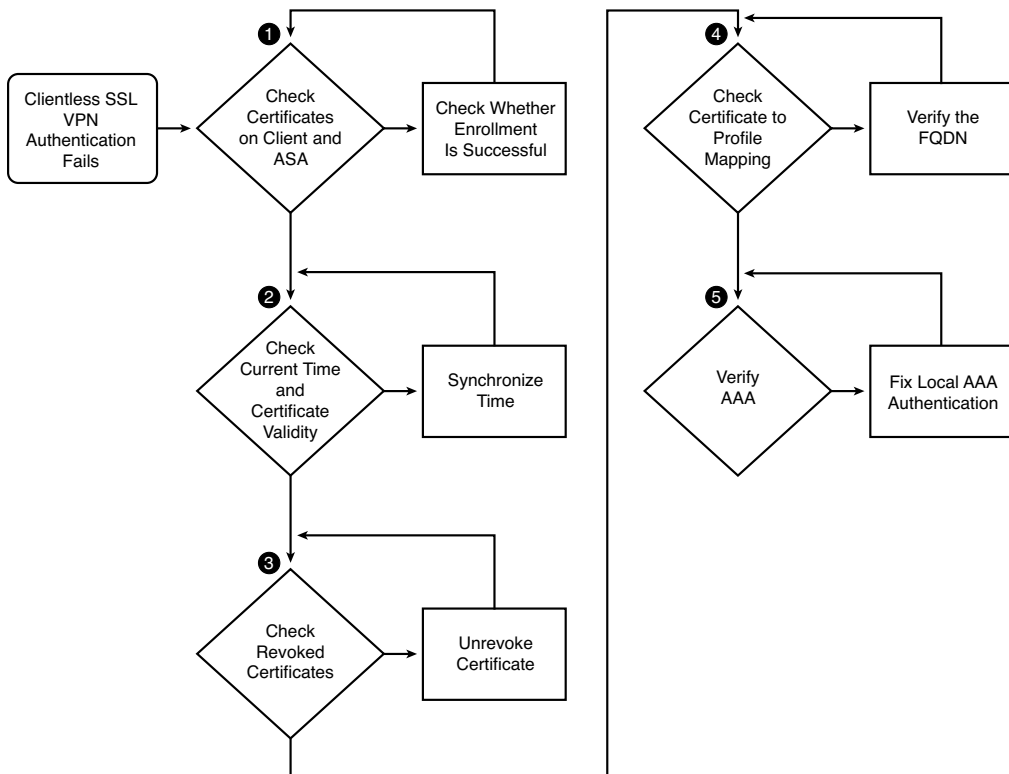 Clientless SSL
VPN
Authentication
Fails
1
Check
Certificates
on Client and
ASA
Check Whether
Enrollment
Is Successful
2
Check
Current Time
and
Certificate
Validity
Synchronize
Time
3
Check
Revoked
Certificates
Unrevoke
Certificate
4
Check
Certificate to
Profile
Mapping
Verify the
FQDN
5
Verify
AAA
Fix Local AAA
Authentication